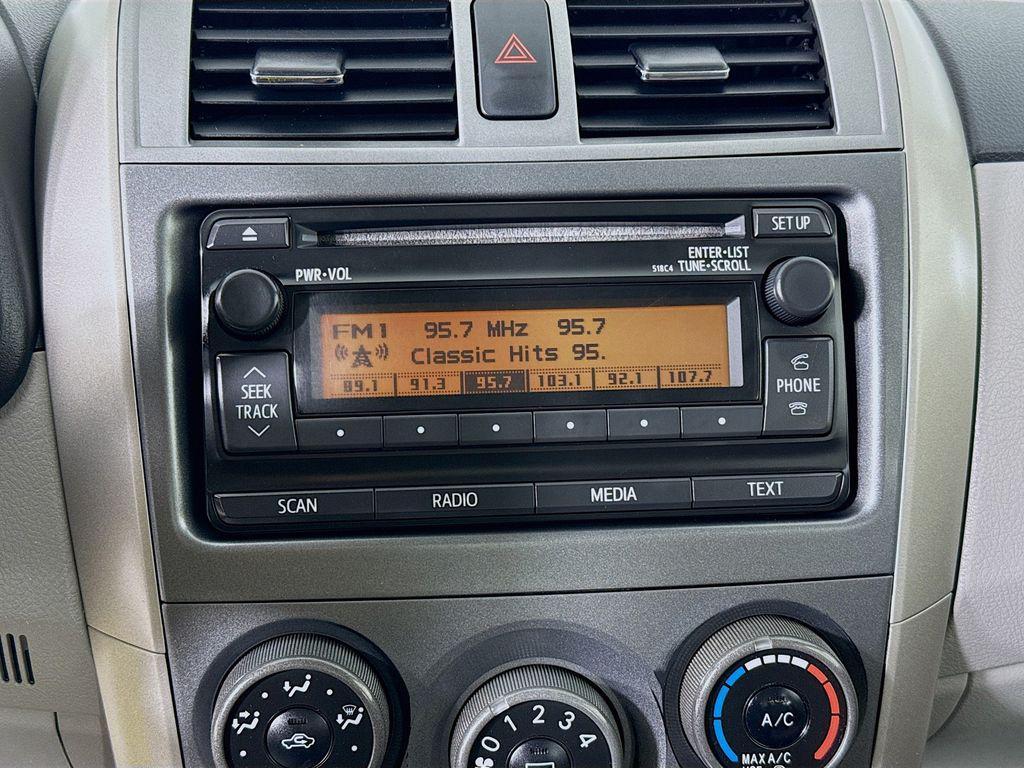 SET UP
PWR•VOL
ENTER•LIST
518C4 TUNE•SCROLL
FM1 95.7 MHz 95.7
Classic Hits 95.
89.1 91.3 95.7 103.1 92.1 107.7
SEEK
TRACK
PHONE
SCAN RADIO MEDIA TEXT
0 1 2 3 4
A/C
MAX A/C